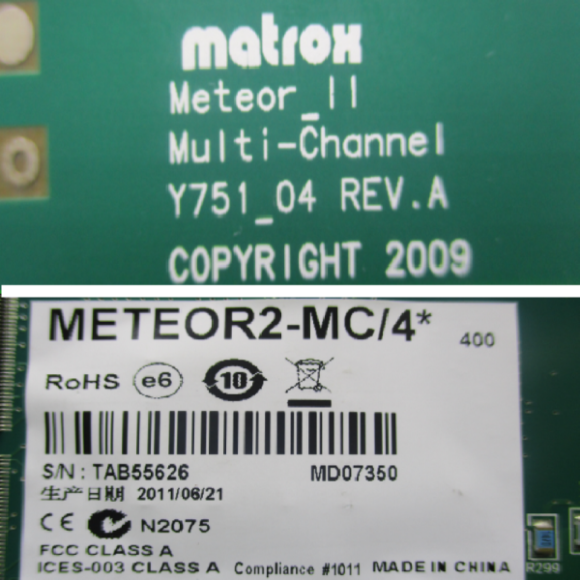 matrox
Meteor_II
Multi-Channel
Y751_04 REV.A
COPYRIGHT 2009
METEOR2-MC/4* 400
RoHS e6 10
S/N : TAB55626 MD07350
生产日期 2011/06/21
CE N2075
FCC CLASS A
ICES-003 CLASS A Compliance #1011 MADE IN CHINA
R299